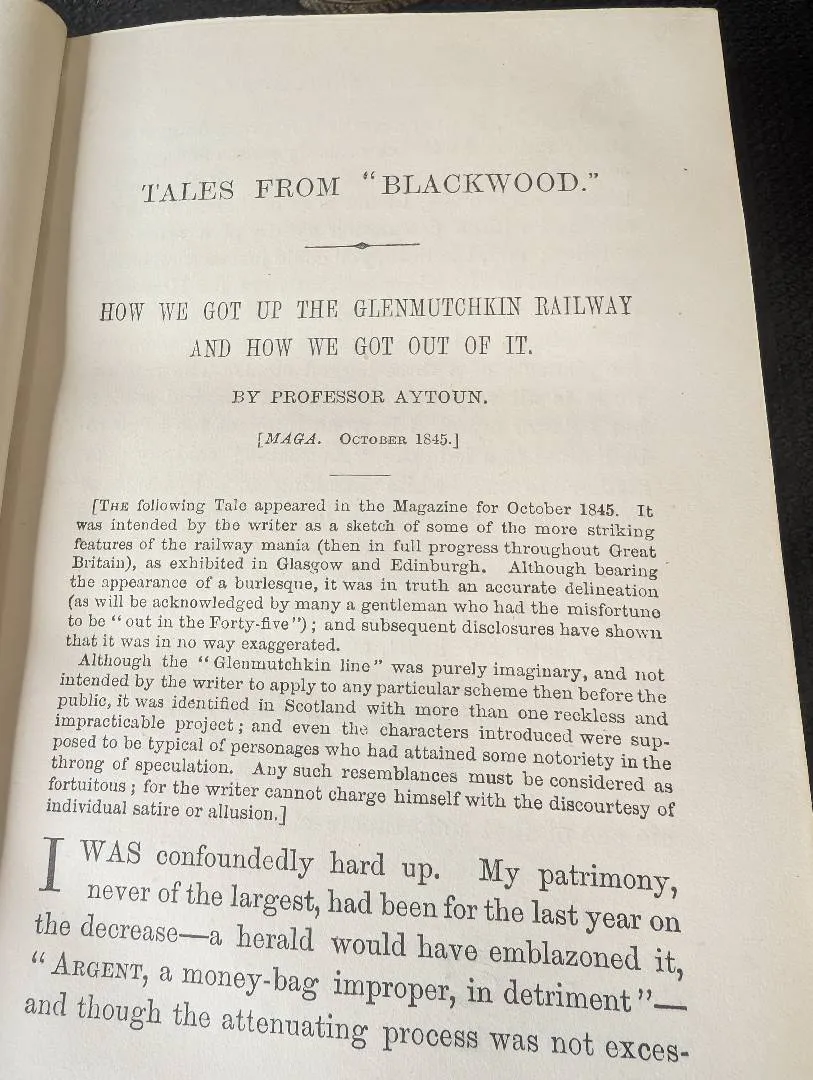 TALES FROM "BLACKWOOD."
HOW WE GOT UP THE GLENMUTCHKIN RAILWAY
AND HOW WE GOT OUT OF IT.
BY PROFESSOR AYTOUN.
[MAGA. OCTOBER 1845.]
[THE following Tale appeared in the Magazine for October 1845. It
was intended by the writer as a sketch of some of the more striking
features of the railway mania (then in full progress throughout Great
Britain), as exhibited in Glasgow and Edinburgh. Although bearing
the appearance of a burlesque, it was in truth an accurate delineation
(as will be acknowledged by many a gentleman who had the misfortune
to be "out in the Forty-five"); and subsequent disclosures have shown
that it was in no way exaggerated.
Although the "Glenmutchkin line" was purely imaginary, and not
intended by the writer to apply to any particular scheme then before the
public, it was identified in Scotland with more than one reckless and
impracticable project; and even the characters introduced were sup-
posed to be typical of personages who had attained some notoriety in the
throng of speculation. Any such resemblances must be considered as
fortuitous; for the writer cannot charge himself with the discourtesy of
individual satire or allusion.]
I WAS confoundedly hard up. My patrimony,
never of the largest, had been for the last year on
the decrease—a herald would have emblazoned it,
"ARGENT, a money-bag improper, in detriment"—
and though the attenuating process was not exces-